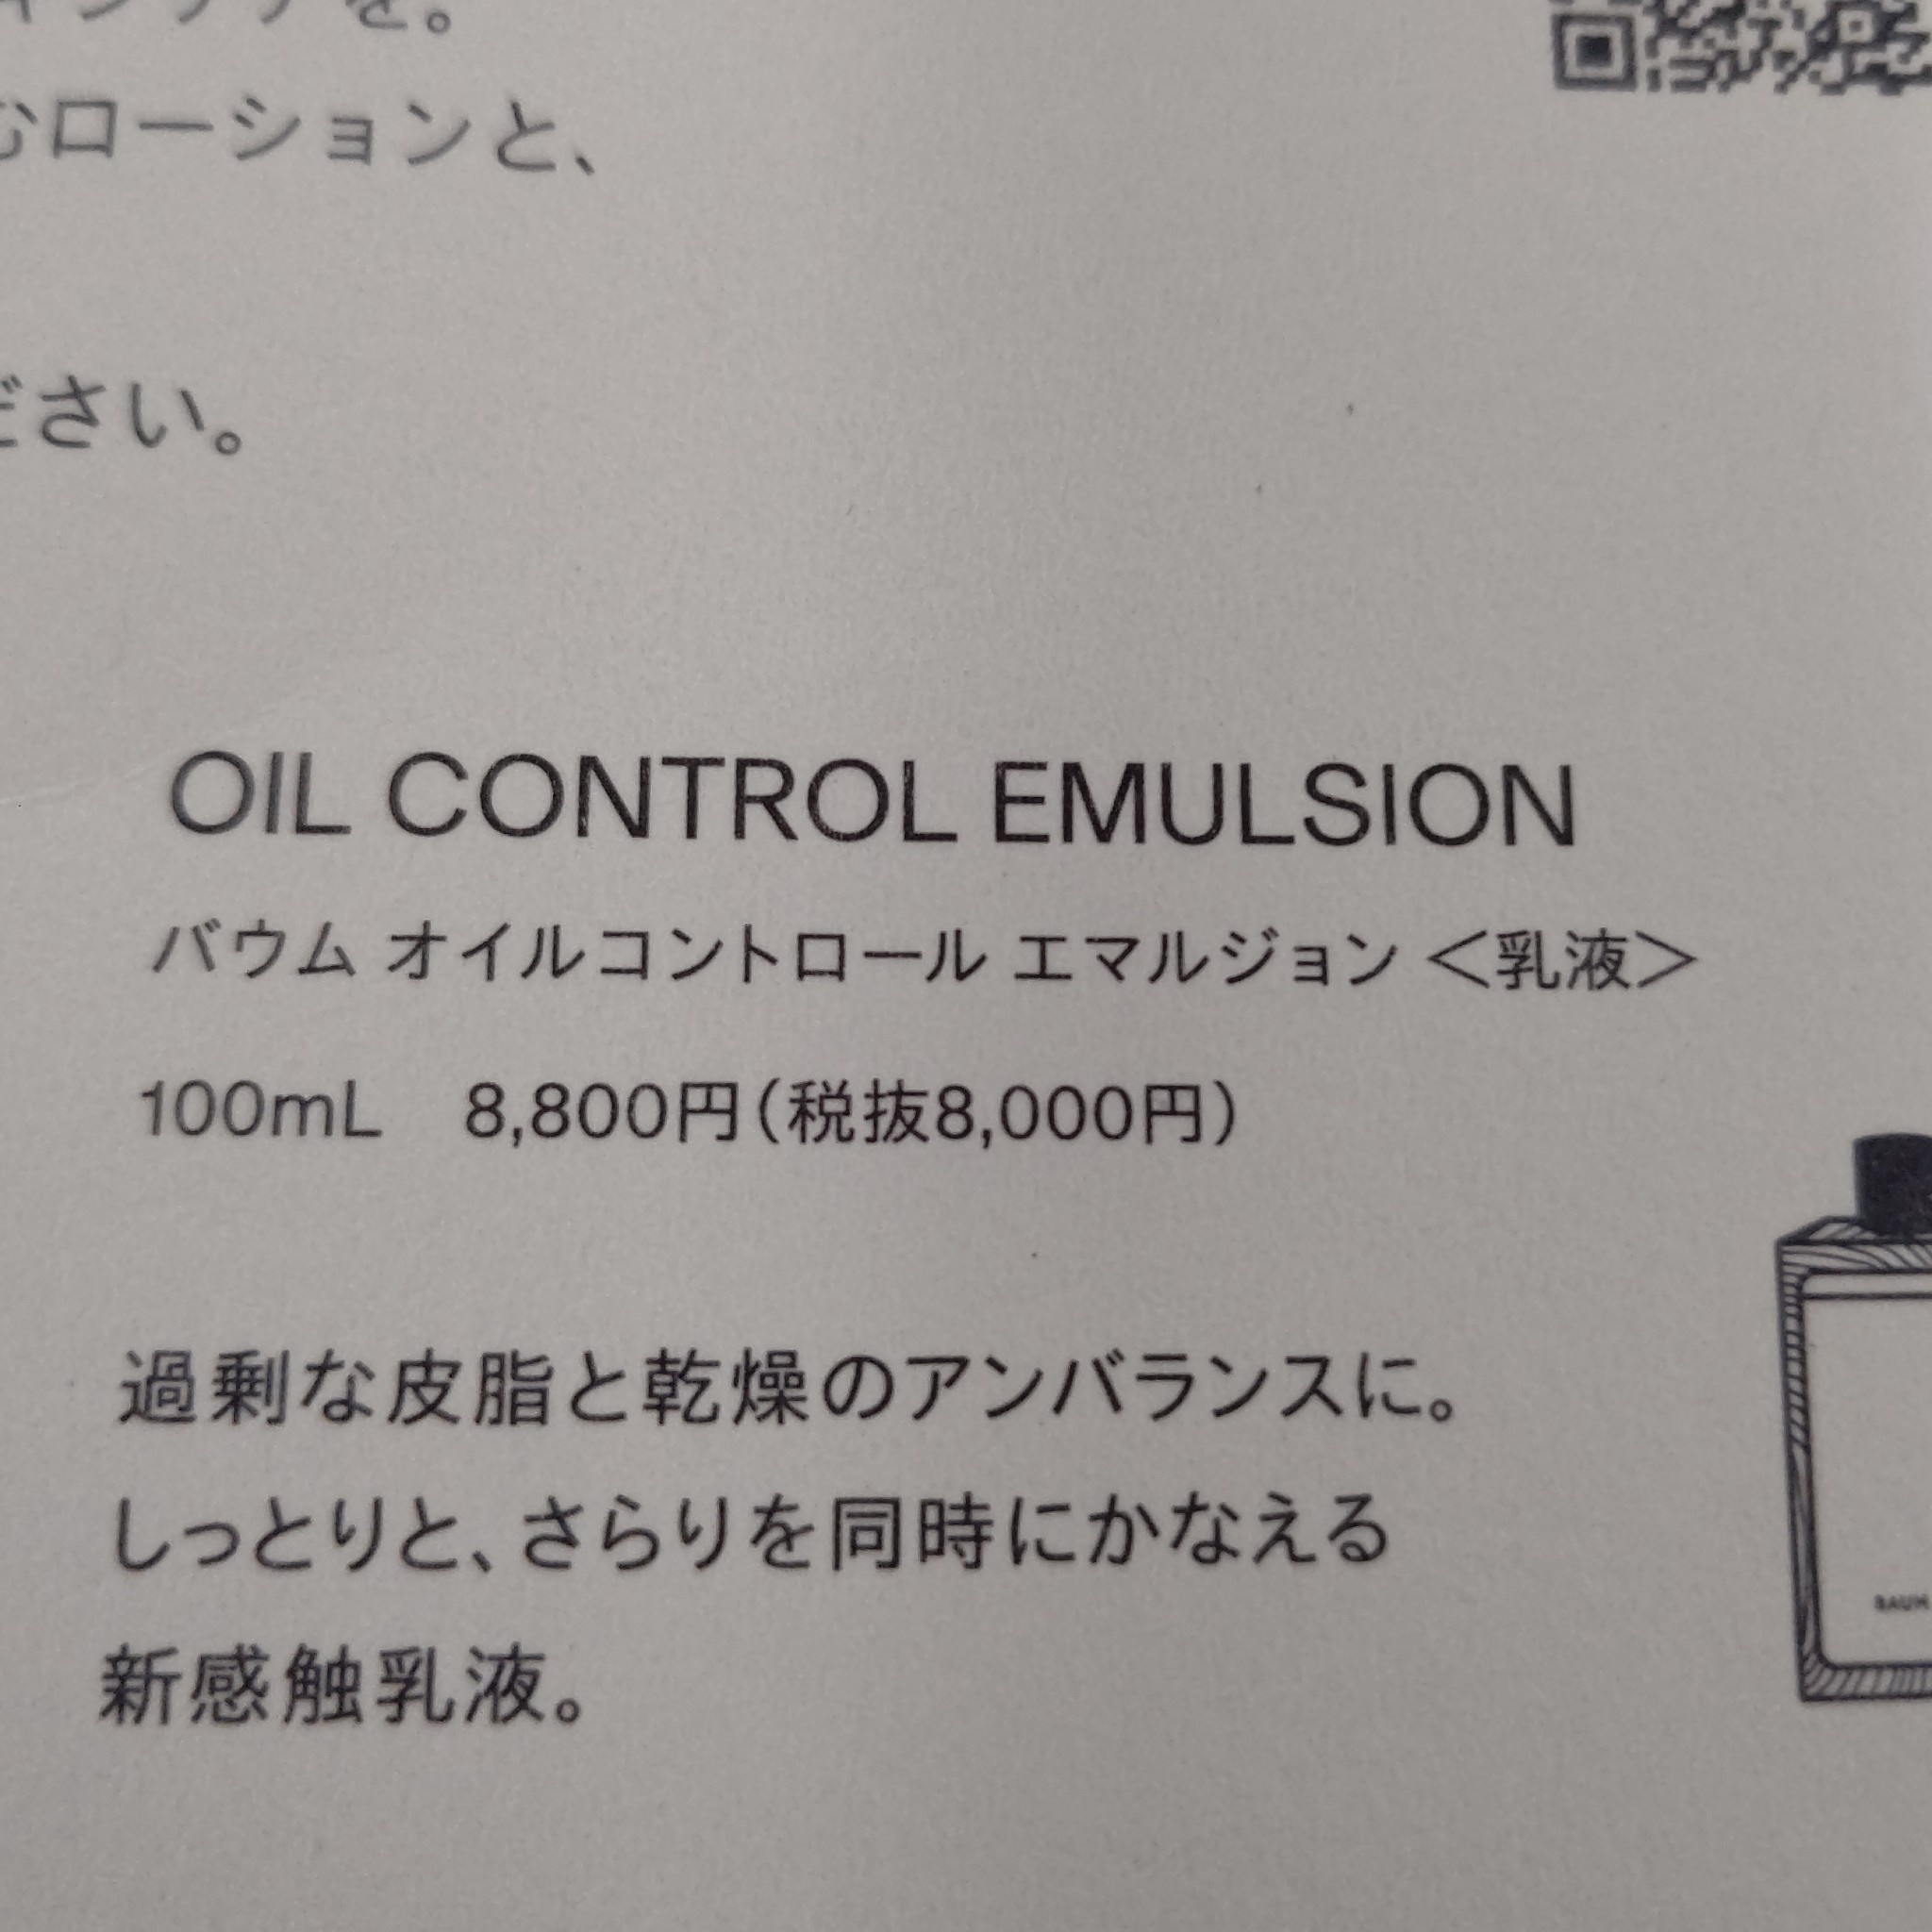 むローションと、
ださい。
OIL CONTROL EMULSION
バウム オイルコントロール エマルジョン <乳液>
100mL 8,800円(税抜8,000円)
過剰な皮脂と乾燥のアンバランスに。
しっとりと、さらりを同時にかなえる
新感触乳液。
BAUM